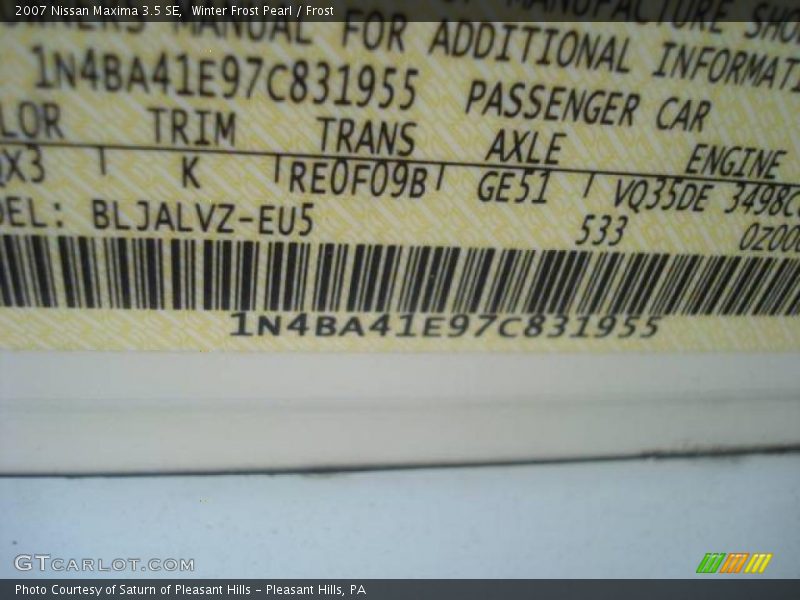 2007 Nissan Maxima 3.5 SE, Winter Frost Pearl / Frost
MANUFACTURE
MANUAL FOR ADDITIONAL
1N4BA41E97C831955 PASSENGER CAR
TRIM TRANS AXLE ENGINE
QX3 K RE0F09B GE51 VQ35DE 3498C
DEL: BLJALVZ-EU5 533
1N4BA41E97C831955
GTCARLOT.COM
Photo Courtesy of Saturn of Pleasant Hills - Pleasant Hills, PA